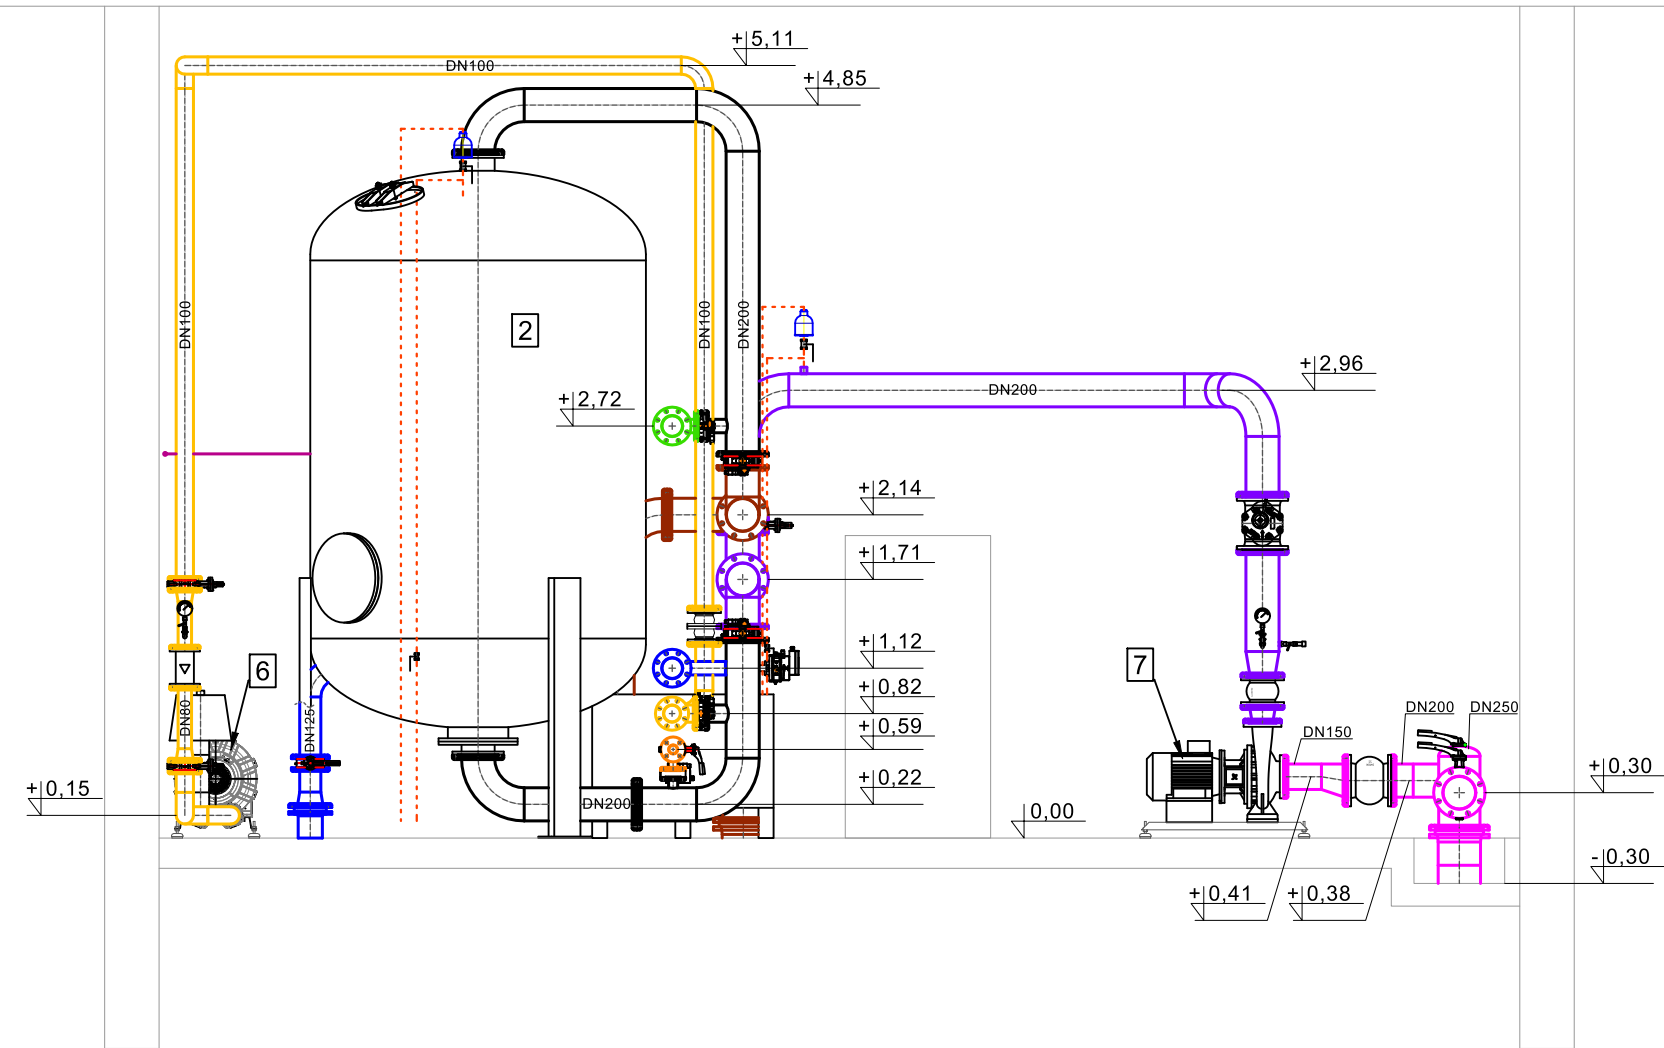 +5,11
DN100
+4,85
DN100
2
DN100
DN200
+2,96
DN200
+2,72
+2,14
+1,71
+1,12
6
7
+0,82
DN80
DN125
+0,59
DN200
DN250
DN150
+0,30
+0,15
+0,22
DN200
0,00
-0,30
+0,41
+0,38